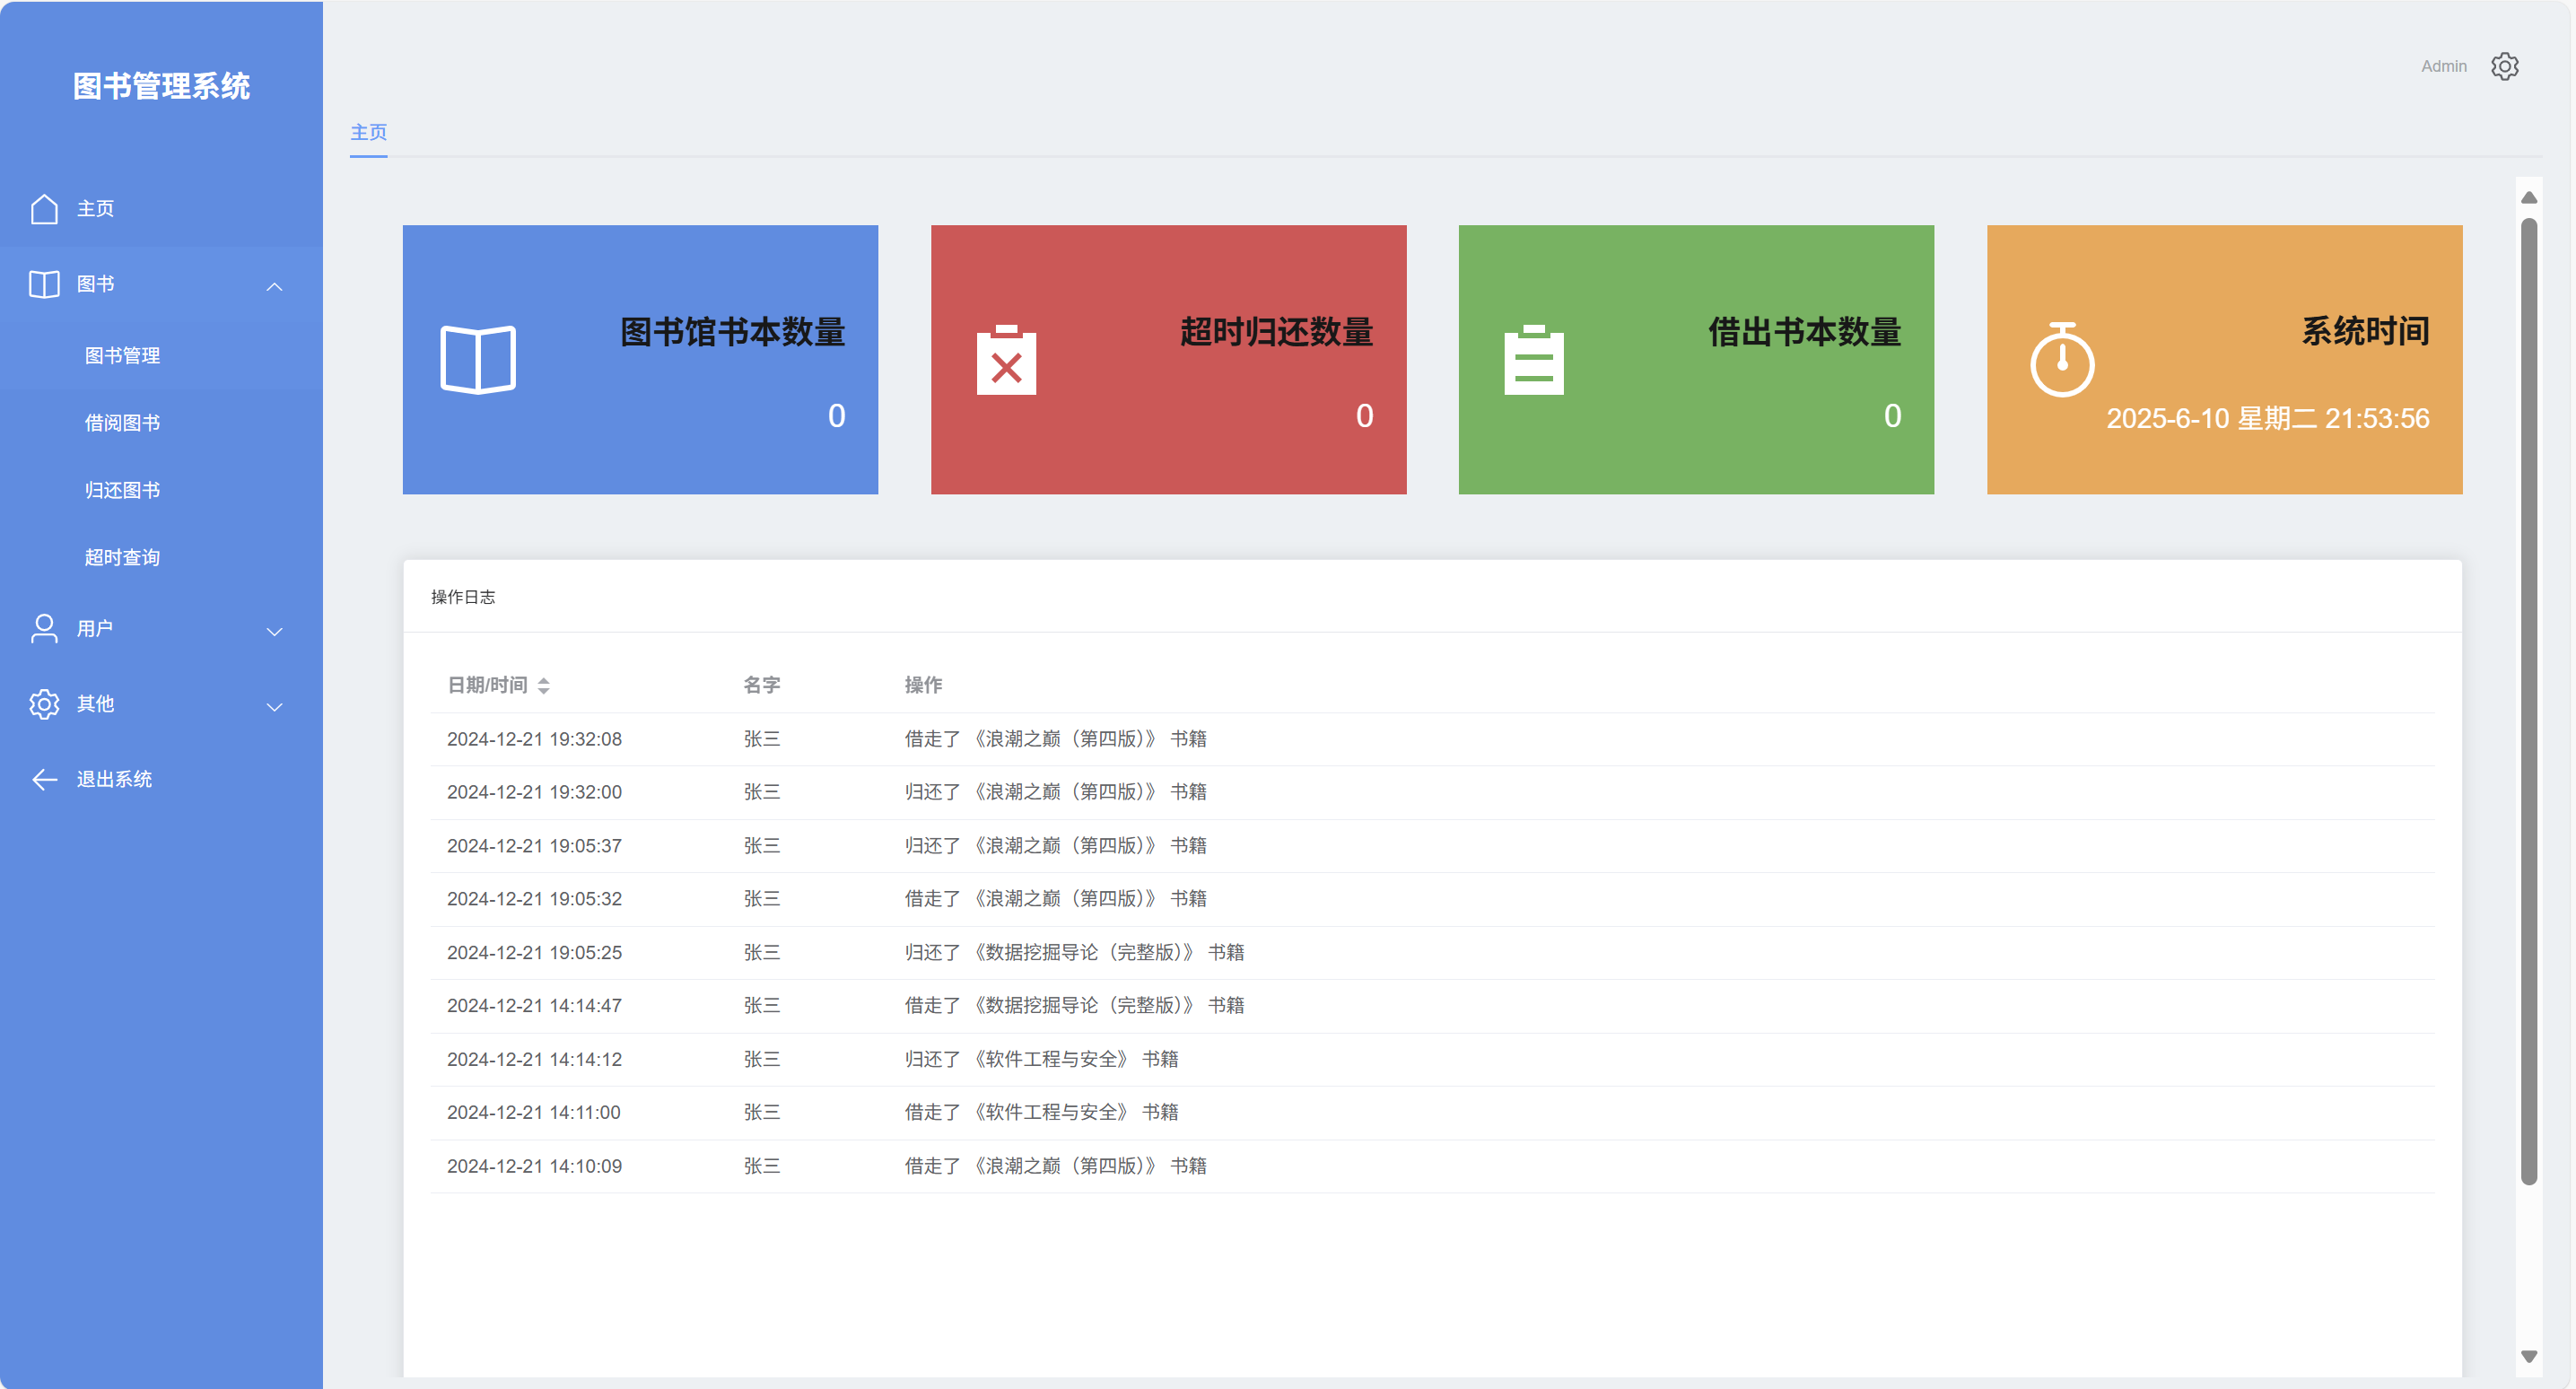 图书管理系统
主页
图书
图书管理
借阅图书
归还图书
超时查询
用户
其他
退出系统
Admin
主页
图书馆书本数量
0
超时归还数量
0
借出书本数量
0
系统时间
2025-6-10 星期二 21:53:56
操作日志
日期/时间 名字 操作
2024-12-21 19:32:08 张三 借走了 《浪潮之巅（第四版）》 书籍
2024-12-21 19:32:00 张三 归还了 《浪潮之巅（第四版）》 书籍
2024-12-21 19:05:37 张三 归还了 《浪潮之巅（第四版）》 书籍
2024-12-21 19:05:32 张三 借走了 《浪潮之巅（第四版）》 书籍
2024-12-21 19:05:25 张三 归还了 《数据挖掘导论（完整版）》 书籍
2024-12-21 14:14:47 张三 借走了 《数据挖掘导论（完整版）》 书籍
2024-12-21 14:14:12 张三 归还了 《软件工程与安全》 书籍
2024-12-21 14:11:00 张三 借走了 《软件工程与安全》 书籍
2024-12-21 14:10:09 张三 借走了 《浪潮之巅（第四版）》 书籍